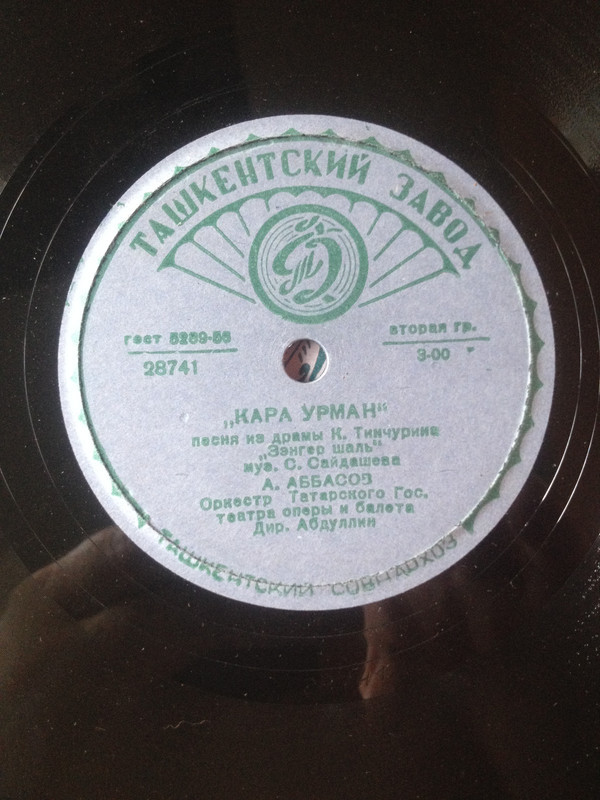 ТАШКЕНТСКИЙ ЗАВОД
гост 5289-56
вторая гр.
28741
3-00
„КАРА УРМАН"
песня из драмы К. Тинчурина
„Зэнгер шаль"
муз. С. Сайдашева
А. АББАСОВ
Оркестр Татарского Гос.
театра оперы и балета
Дир. Абдуллин
ТАШКЕНТСКИЙ СОВНАРХОЗ